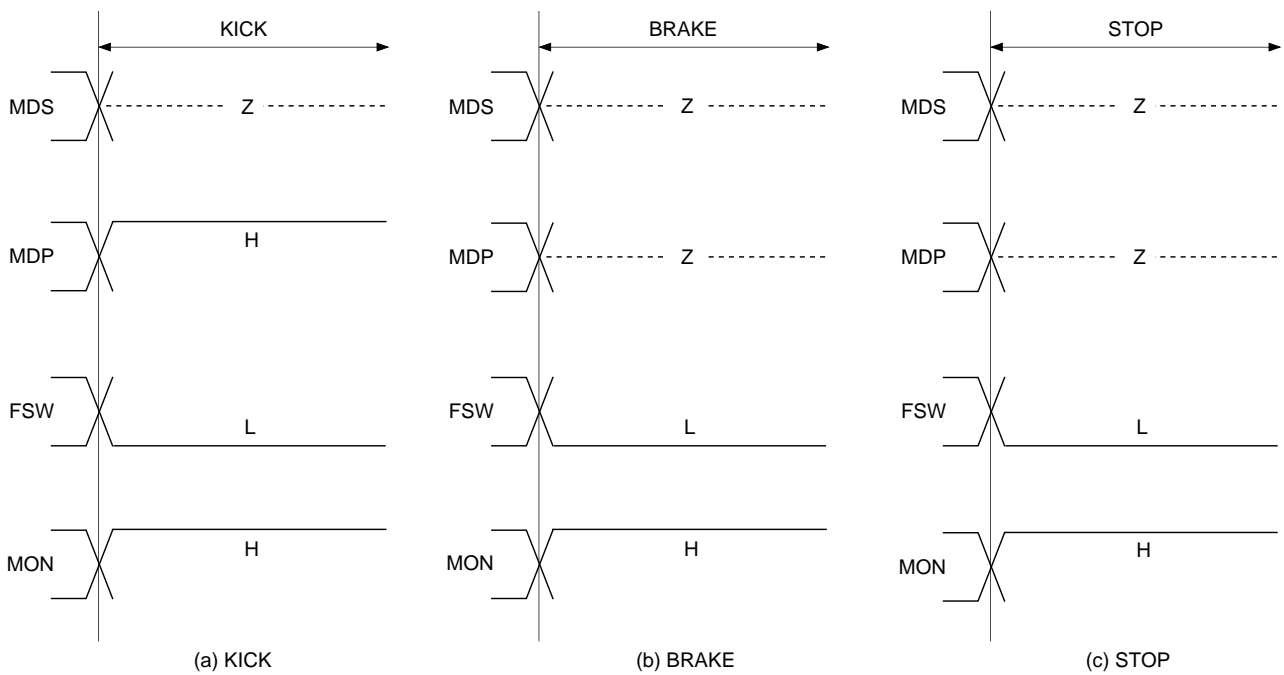 KICK
MDS
Z
MDP
H
FSW
L
MON
H
(a) KICK
BRAKE
MDS
Z
MDP
Z
FSW
L
MON
H
(b) BRAKE
STOP
MDS
Z
MDP
Z
FSW
L
MON
H
(c) STOP